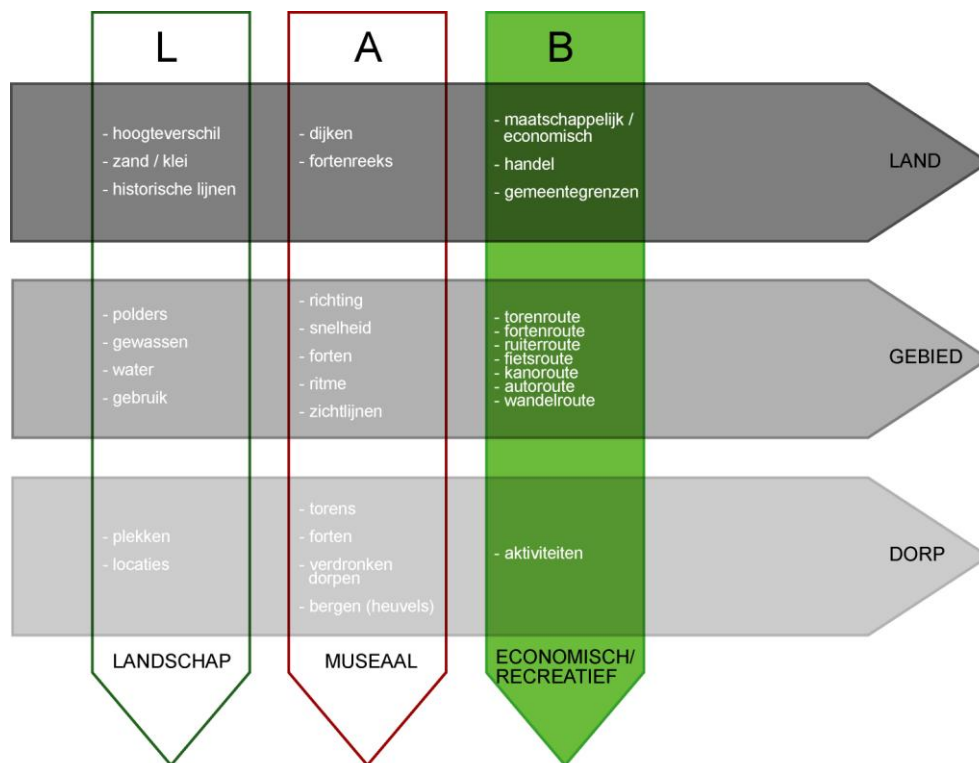 L
A
B
- hoogteverschil
- zand / klei
- historische lijnen
- dijken
- fortenreeks
- maatschappelijk /
economisch
- handel
- gemeentegrenzen
LAND
- polders
- gewassen
- water
- gebruik
- richting
- snelheid
- forten
- ritme
- zichtlijnen
- torenroute
- fortenroute
- ruiterroute
- fietsroute
- kanoroute
- autoroute
- wandelroute
GEBIED
- plekken
- locaties
- torens
- forten
- verdronken
dorpen
- bergen (heuvels)
- aktiviteiten
DORP
LANDSCHAP
MUSEAAL
ECONOMISCH/
RECREATIEF